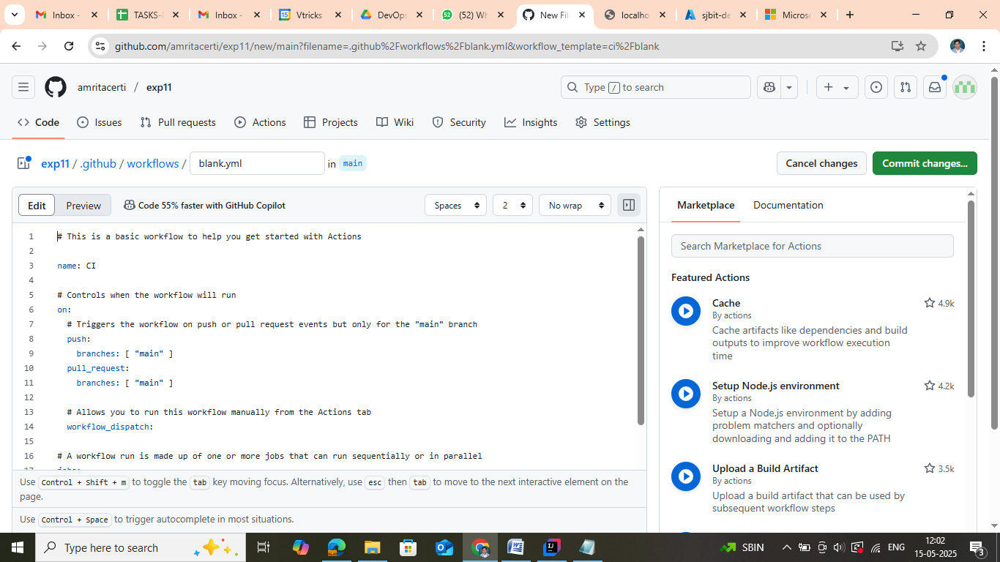 Inbox -
TASKS-
Inbox -
Vtricks
DevOps
(52) Wh
New File
localho
sjbit-de
Micros
github.com/amritacerti/exp11/new/main?filename=.github%2Fworkflows%2Fblank.yml&workflow_template=ci%2Fblank
amritacerti / exp11
Type / to search
Code
Issues
Pull requests
Actions
Projects
Wiki
Security
Insights
Settings
exp11 / .github / workflows / blank.yml in main
Cancel changes
Commit changes...
Edit
Preview
Code 55% faster with GitHub Copilot
Spaces
2
No wrap
1 # This is a basic workflow to help you get started with Actions
2
3 name: CI
4
5 # Controls when the workflow will run
6 on:
7 # Triggers the workflow on push or pull request events but only for the "main" branch
8 push:
9 branches: [ "main" ]
10 pull_request:
11 branches: [ "main" ]
12
13 # Allows you to run this workflow manually from the Actions tab
14 workflow_dispatch:
15
16 # A workflow run is made up of one or more jobs that can run sequentially or in parallel
17 jobs:
Use Control + Shift + m to toggle the tab key moving focus. Alternatively, use esc then tab to move to the next interactive element on the
page.
Use Control + Space to trigger autocomplete in most situations.
Marketplace
Documentation
Search Marketplace for Actions
Featured Actions
Cache
4.9k
By actions
Cache artifacts like dependencies and build
outputs to improve workflow execution
time
Setup Node.js environment
4.2k
By actions
Setup a Node.js environment by adding
problem matchers and optionally
downloading and adding it to the PATH
Upload a Build Artifact
3.5k
By actions
Upload a build artifact that can be used by
subsequent workflow steps
Type here to search
SBIN
ENG
12:02
15-05-2025
3